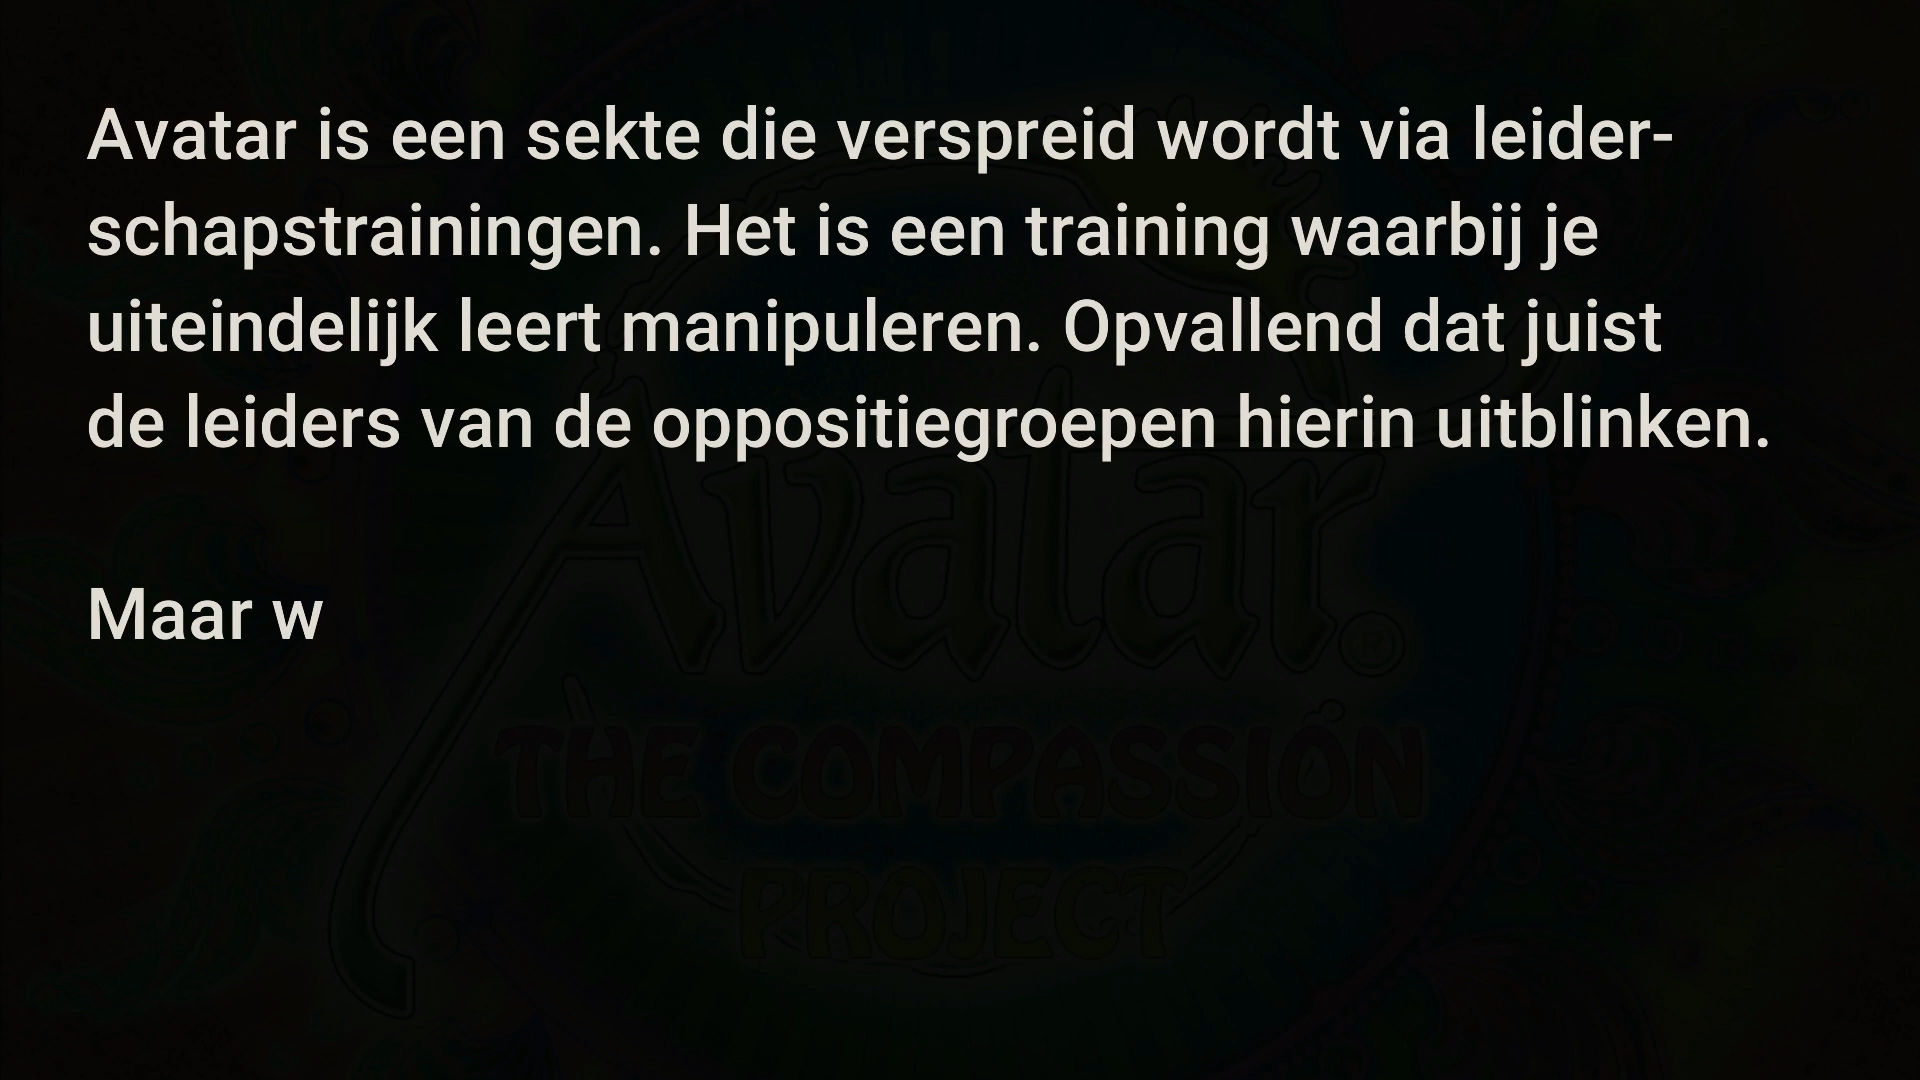 Avatar is een sekte die verspreid wordt via leider-
schapstrainingen. Het is een training waarbij je
uiteindelijk leert manipuleren. Opvallend dat juist
de leiders van de oppositiegroepen hierin uitblinken.
Maar w
Avatar®
THE COMPASSION
PROJECT